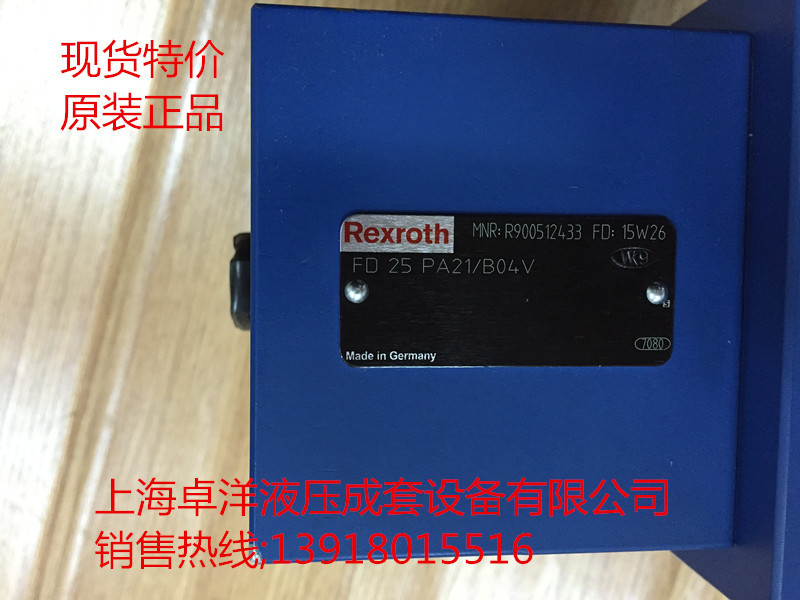 现货特价
原装正品
Rexroth MNR: R900512433 FD: 15W26
FD 25 PA21/B04V
7080
Made in Germany
上海卓洋液压成套设备有限公司
销售热线;13918015516